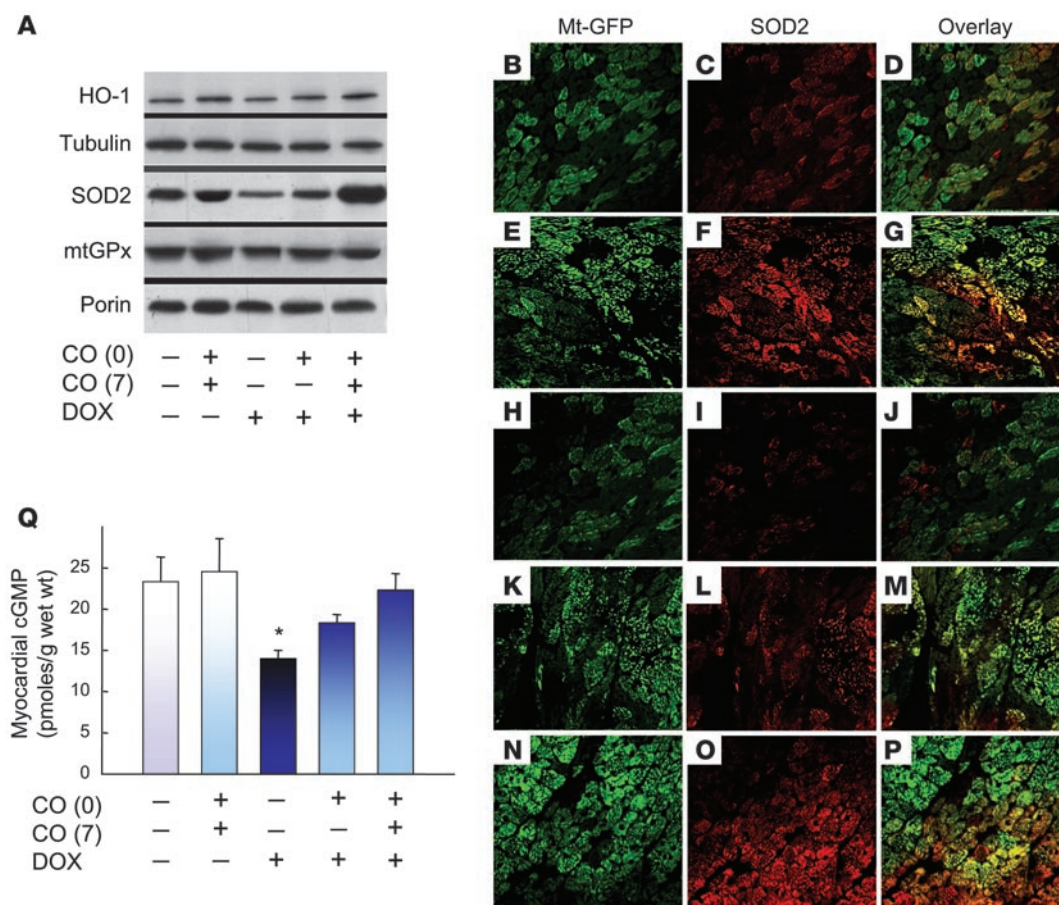 A
HO-1
Tubulin
SOD2
mtGPx
Porin
CO (0) – + – + +
CO (7) – + – – +
DOX – – + + +
Mt-GFP SOD2 Overlay
B C D
E F G
H I J
K L M
N O P
Q
Myocardial cGMP
(pmoles/g wet wt)
25
20
15
10
5
0
*
CO (0) – + – + +
CO (7) – + – – +
DOX – – + + +